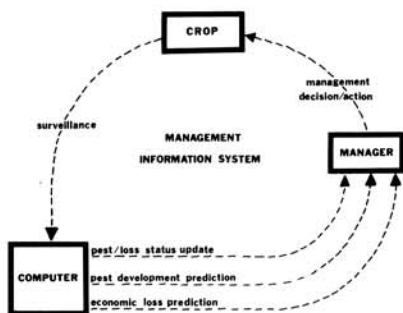 CROP
management
decision/action
surveillance
MANAGEMENT
INFORMATION SYSTEM
MANAGER
COMPUTER
pest/loss status update
pest development prediction
economic loss prediction